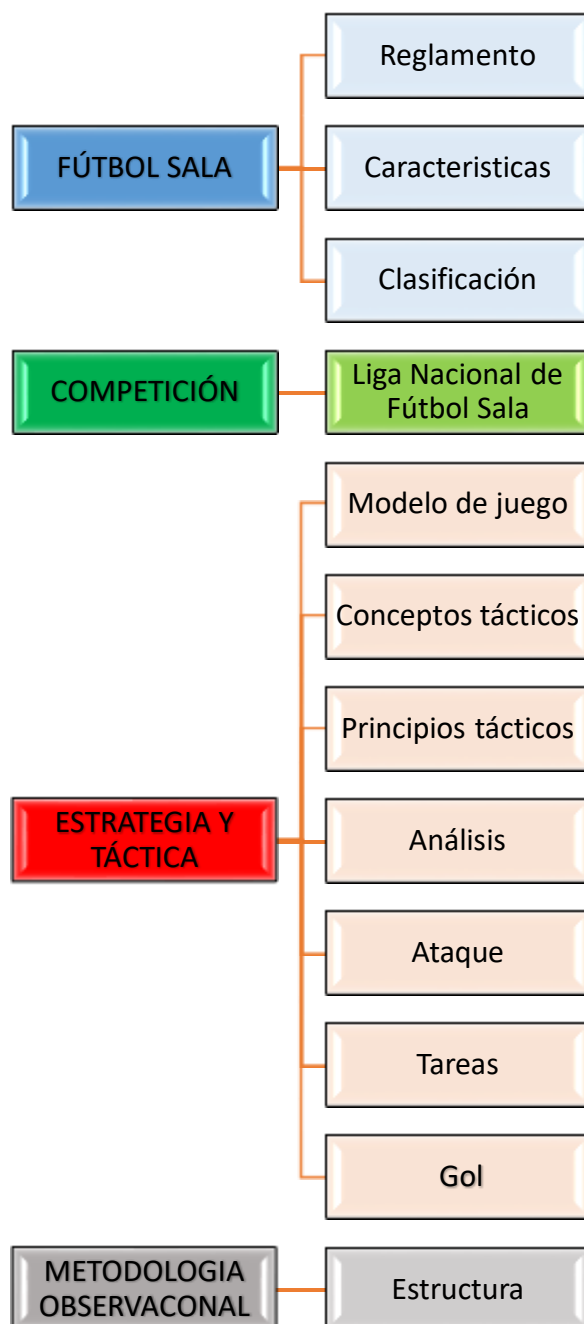 FÚTBOL SALA
Reglamento
Caracteristicas
Clasificación
COMPETICIÓN
Liga Nacional de
Fútbol Sala
ESTRATEGIA Y
TÁCTICA
Modelo de juego
Conceptos tácticos
Principios tácticos
Análisis
Ataque
Tareas
Gol
METODOLOGIA
OBSERVACONAL
Estructura